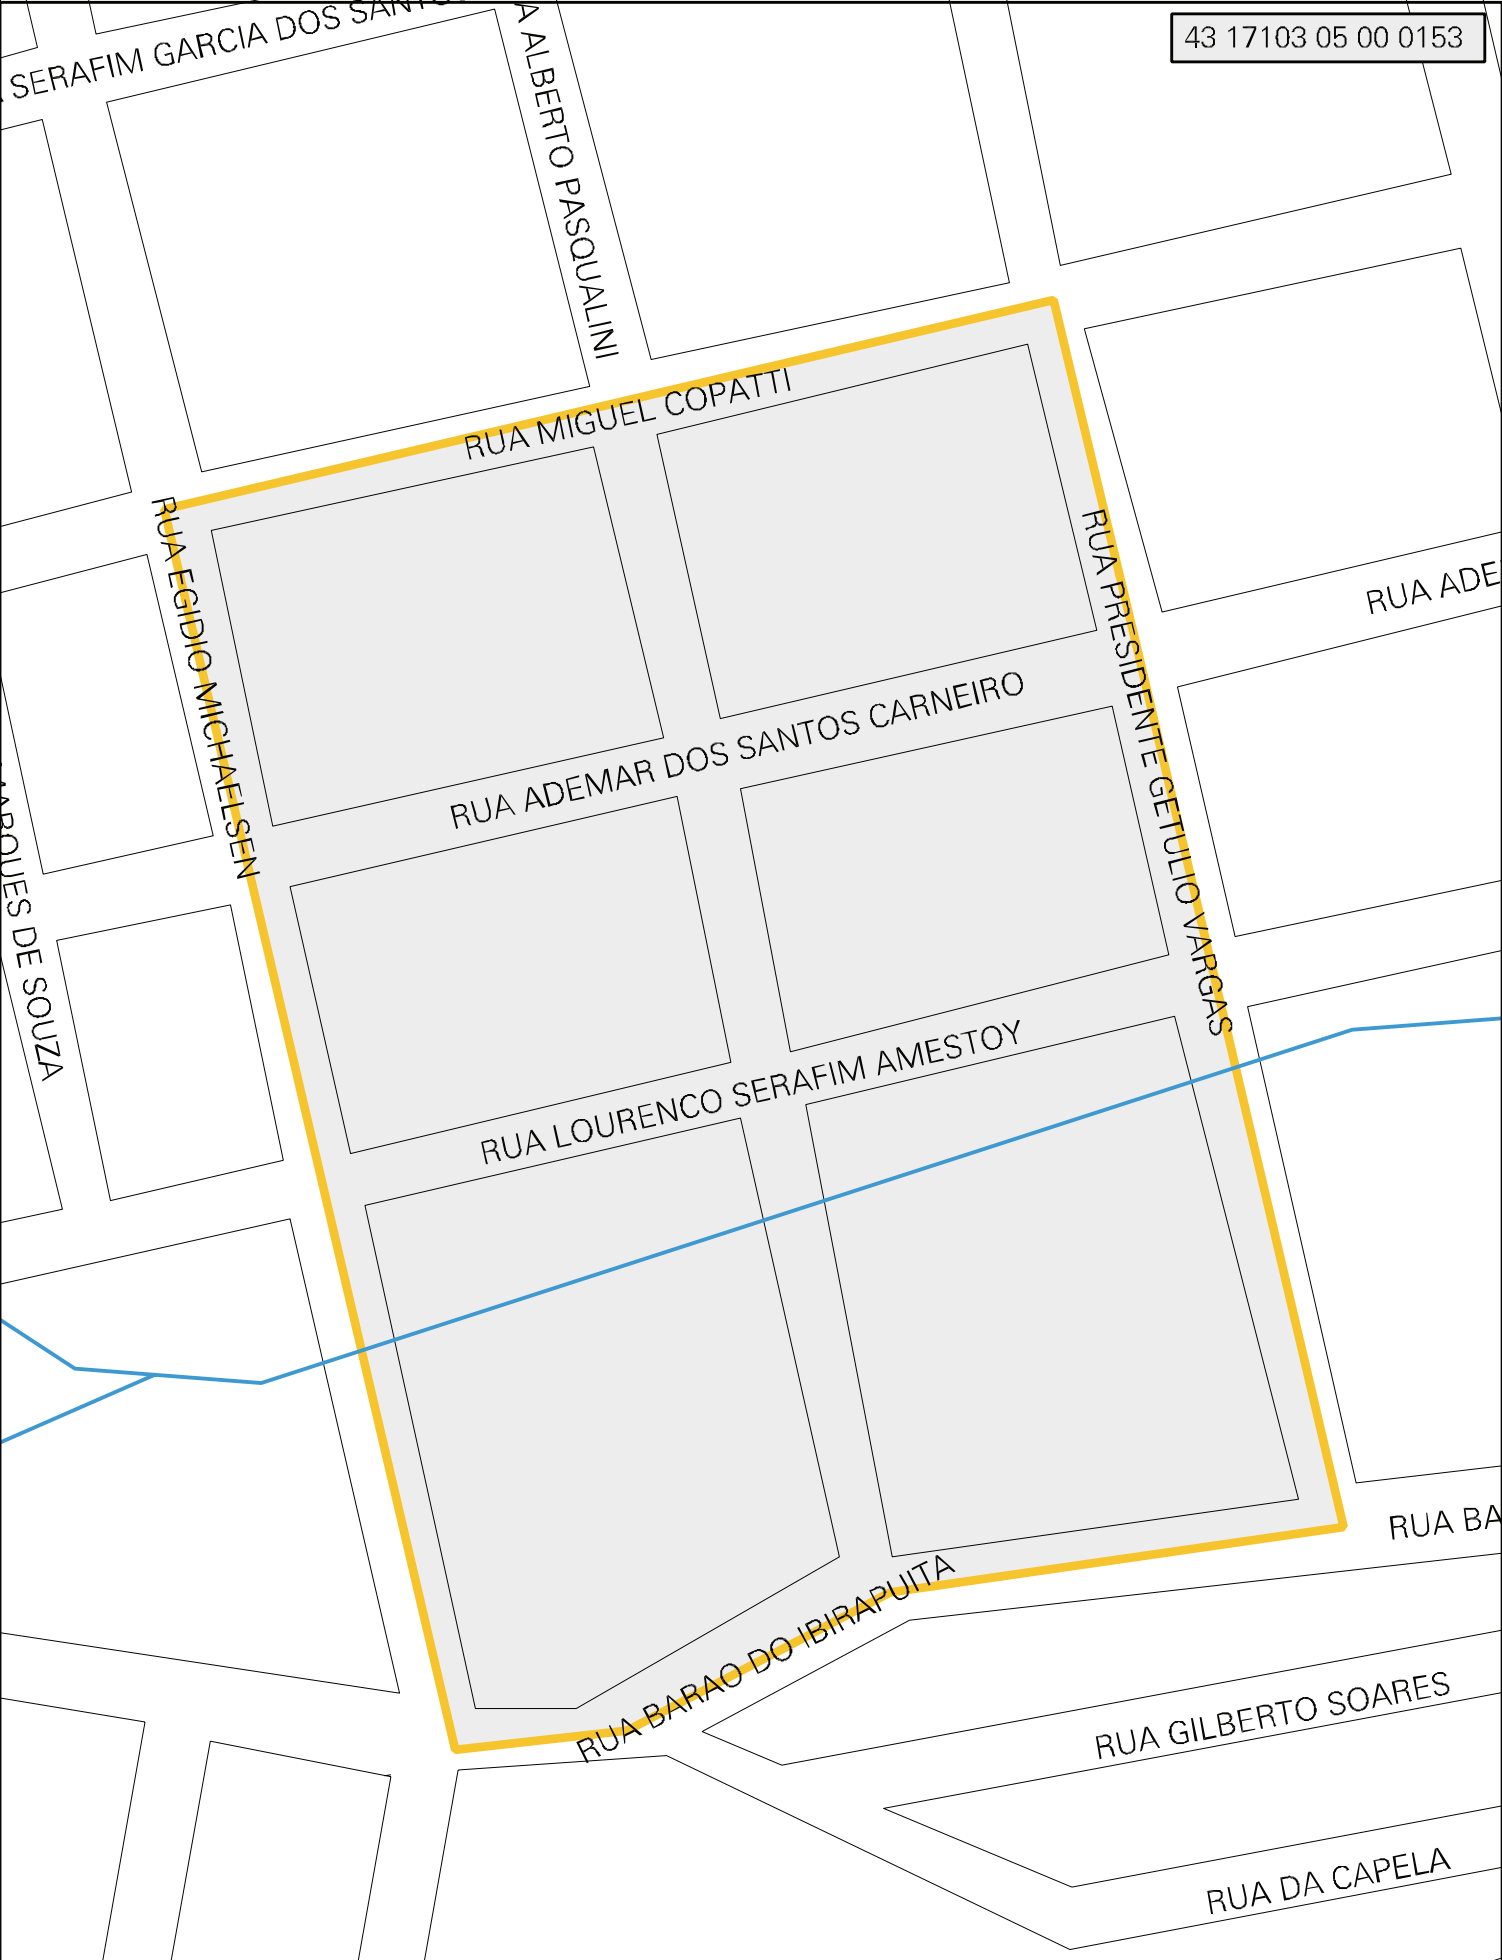 43 17103 05 00 0153
SERAFIM GARCIA DOS SANTOS
ALBERTO PASQUALINI
RUA MIGUEL COPATTI
RUA EGIDIO MICHAELSEN
RUA PRESIDENTE GETULIO VARGAS
RUA ADE
RUA ADEMAR DOS SANTOS CARNEIRO
MARQUES DE SOUZA
RUA LOURENCO SERAFIM AMESTOY
RUA BA
RUA BARAO DO IBIRAPUITA
RUA GILBERTO SOARES
RUA DA CAPELA